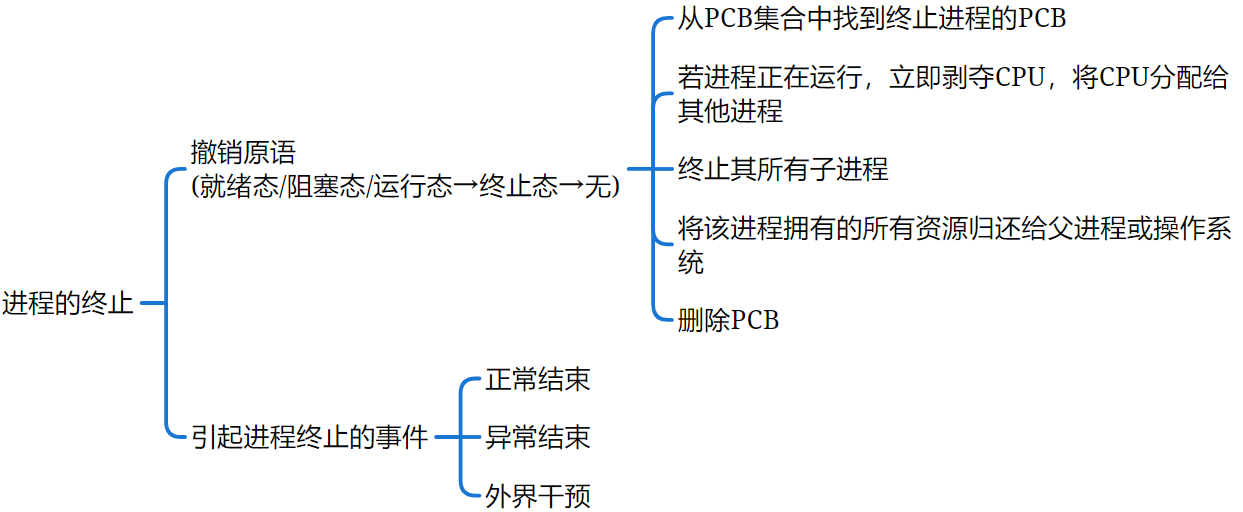 从PCB集合中找到终止进程的PCB
若进程正在运行，立即剥夺CPU，将CPU分配给
其他进程
撤销原语
(就绪态/阻塞态/运行态→终止态→无)
终止其所有子进程
将该进程拥有的所有资源归还给父进程或操作系
统
进程的终止
删除PCB
正常结束
引起进程终止的事件
异常结束
外界干预